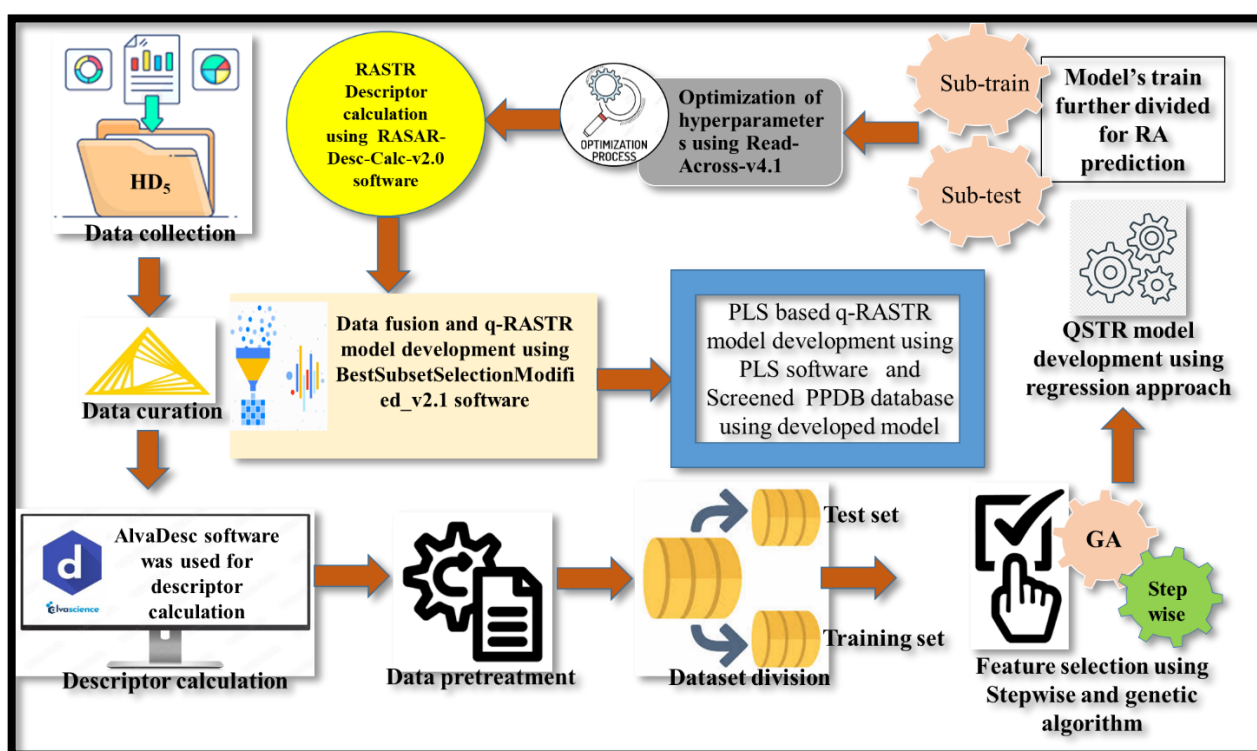 HD5
Data collection
Data curation
AlvaDesc software
was used for
descriptor
calculation
d
alvascience
Descriptor calculation
Data pretreatment
Test set
Training set
Dataset division
GA
Step
wise
Feature selection using
Stepwise and genetic
algorithm
QSTR model
development using
regression approach
Sub-train
Sub-test
Model's train
further divided
for RA
prediction
Optimization of
hyperparameter
s using Read-
Across-v4.1
OPTIMIZATION
PROCESS
RASTR
Descriptor
calculation
using RASAR-
Desc-Calc-v2.0
software
Data fusion and q-RASTR
model development using
BestSubsetSelectionModifi
ed_v2.1 software
PLS based q-RASTR
model development using
PLS software and
Screened PPDB database
using developed model